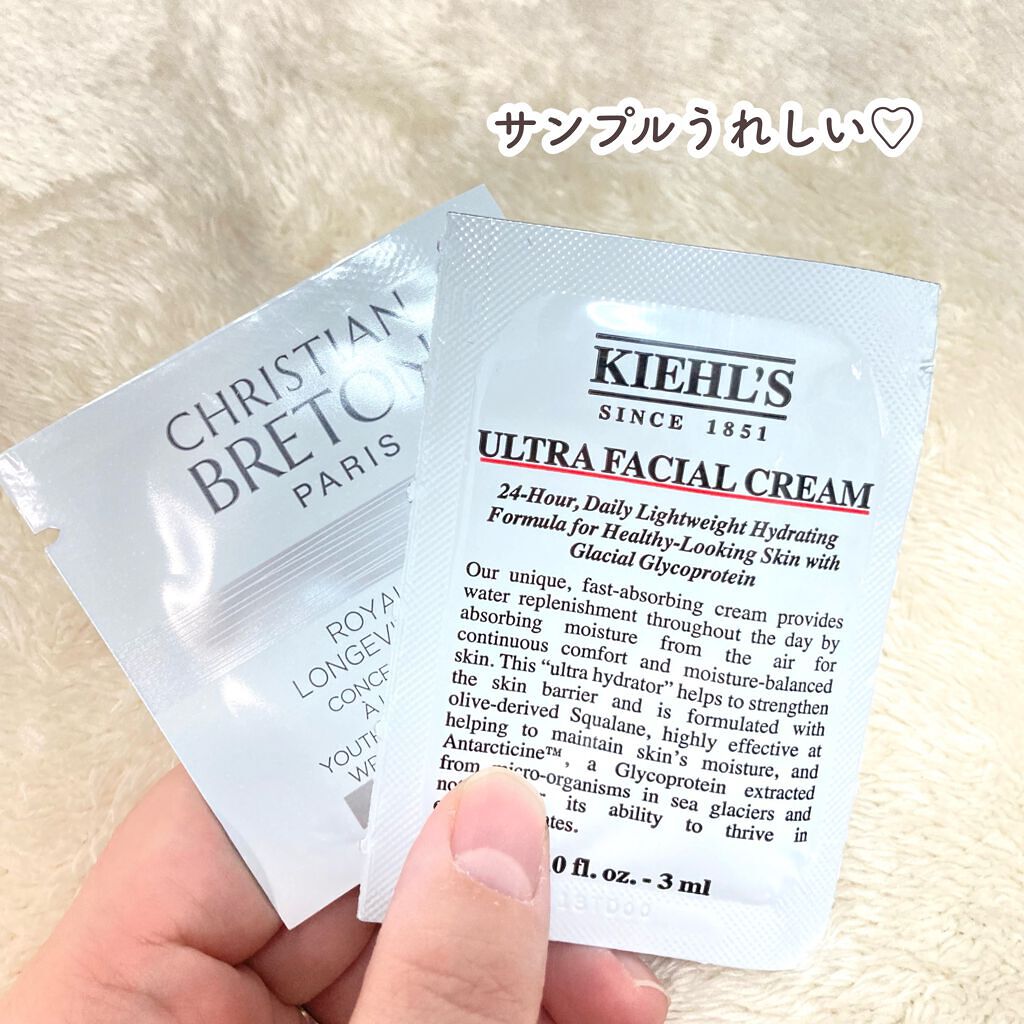 サンプルうれしい♡
CHRISTIAN
BRETON
PARIS
KIEHL'S
SINCE 1851
ULTRA FACIAL CREAM
24-Hour, Daily Lightweight Hydrating
Formula for Healthy-Looking Skin with
Glacial Glycoprotein
Our unique, fast-absorbing cream provides
water replenishment throughout the day by
absorbing moisture from the air for
continuous comfort and moisture-balanced
skin. This “ultra hydrator” helps to strengthen
the skin barrier and is formulated with
olive-derived Squalane, highly effective at
helping to maintain skin's moisture, and
Antarcticine™, a Glycoprotein extracted
from micro-organisms in sea glaciers and
its ability to thrive in
fl. oz. - 3 ml